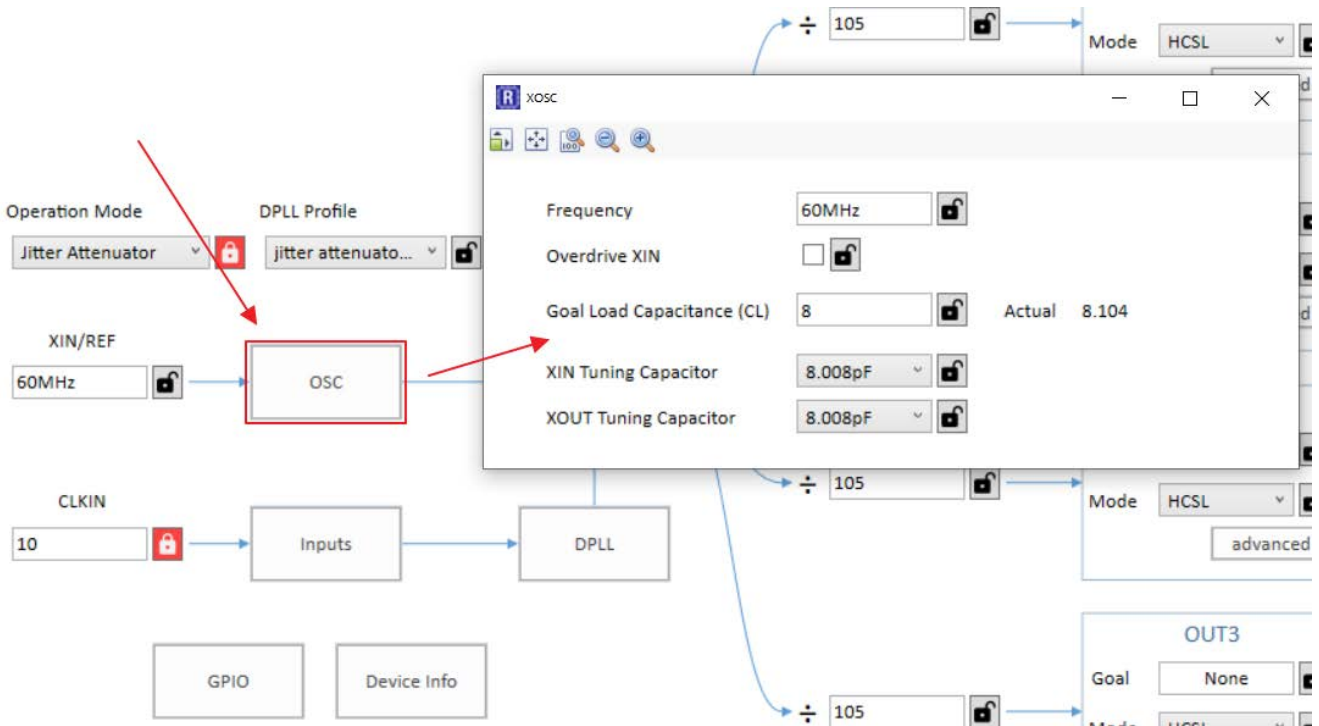 ÷ 105
Mode HCSL
xosc
Operation Mode
DPLL Profile
Jitter Attenuator
jitter attenuato...
Frequency 60MHz
Overdrive XIN
Goal Load Capacitance (CL) 8 Actual 8.104
XIN Tuning Capacitor 8.008pF
XOUT Tuning Capacitor 8.008pF
XIN/REF
60MHz
OSC
÷ 105
Mode HCSL
advanced
CLKIN
10
Inputs
DPLL
GPIO
Device Info
OUT3
Goal None
÷ 105
Mode HCSL